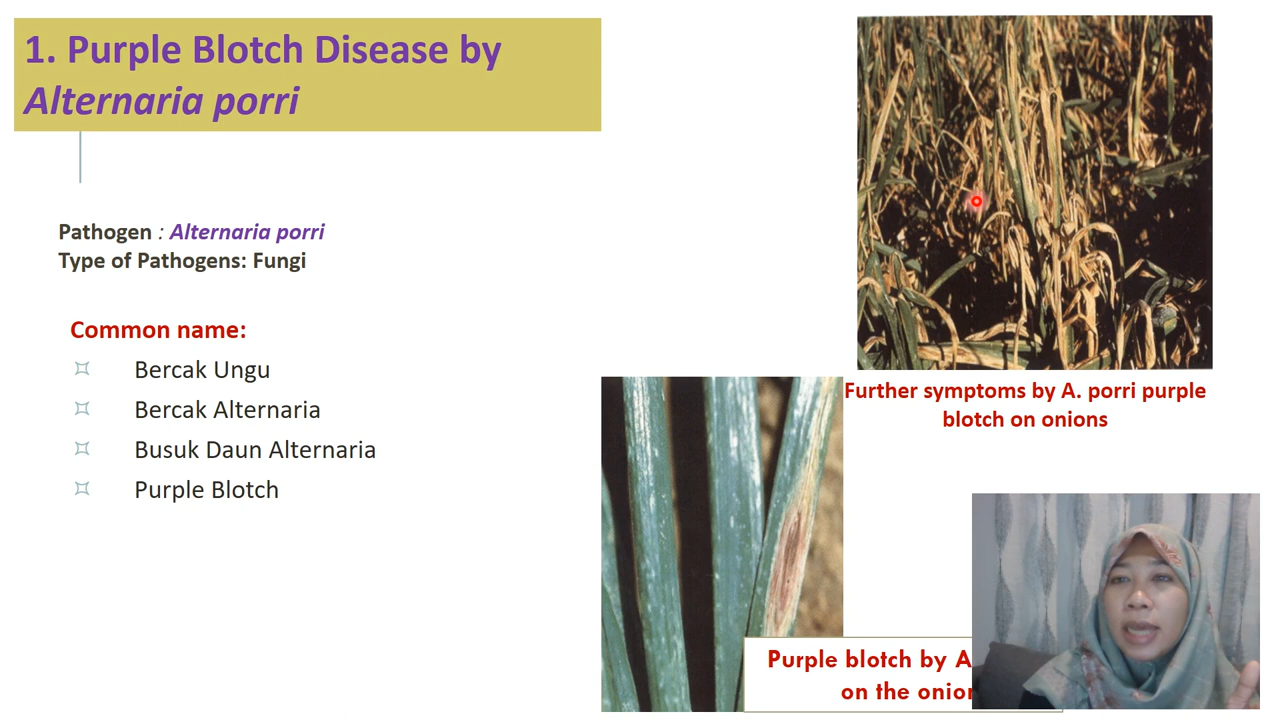 1. Purple Blotch Disease by
Alternaria porri
Pathogen : Alternaria porri
Type of Pathogens: Fungi
Common name:
Bercak Ungu
Bercak Alternaria
Busuk Daun Alternaria
Purple Blotch
Further symptoms by A. porri purple
blotch on onions
Purple blotch by A.
on the